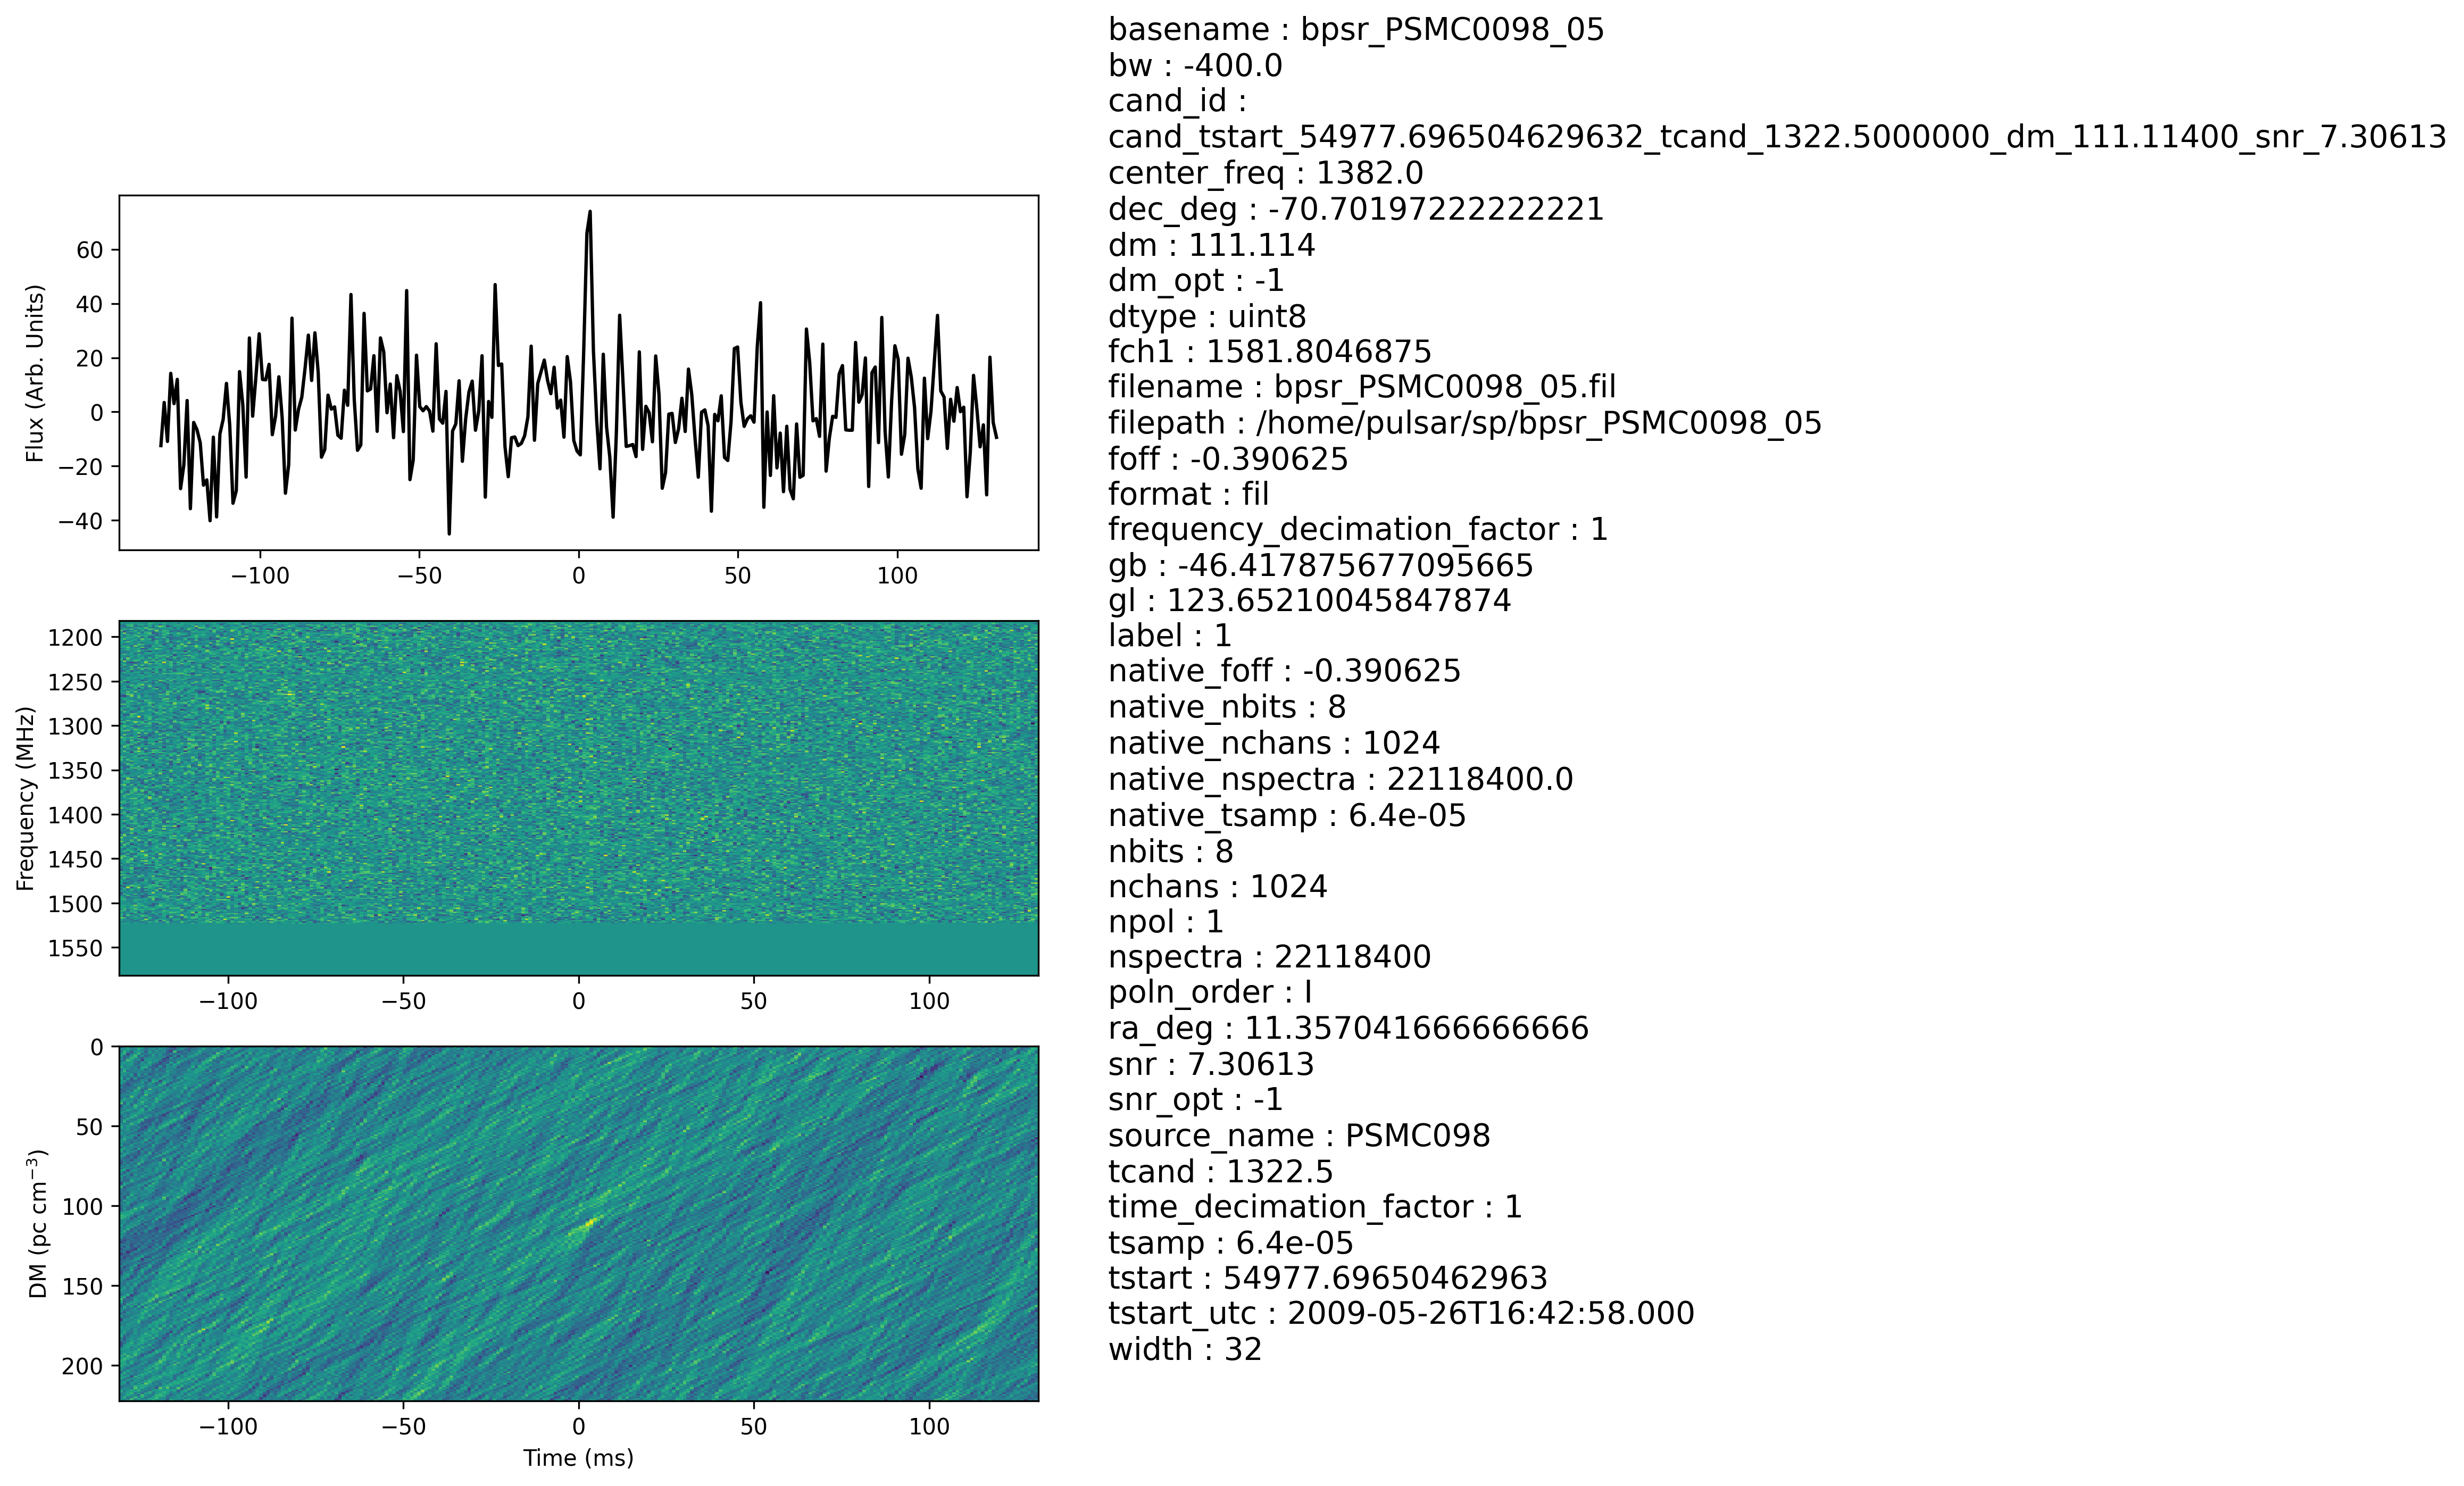 basename : bpsr_PSMC0098_05
bw : -400.0
cand_id :
cand_tstart_54977.696504629632_tcand_1322.5000000_dm_111.11400_snr_7.30613
center_freq : 1382.0
dec_deg : -70.70197222222221
dm : 111.114
dm_opt : -1
dtype : uint8
fch1 : 1581.8046875
filename : bpsr_PSMC0098_05.fil
filepath : /home/pulsar/sp/bpsr_PSMC0098_05
foff : -0.390625
format : fil
frequency_decimation_factor : 1
gb : -46.417875677095665
gl : 123.65210045847874
label : 1
native_foff : -0.390625
native_nbits : 8
native_nchans : 1024
native_nspectra : 22118400.0
native_tsamp : 6.4e-05
nbits : 8
nchans : 1024
npol : 1
nspectra : 22118400
poln_order : I
ra_deg : 11.357041666666666
snr : 7.30613
snr_opt : -1
source_name : PSMC098
tcand : 1322.5
time_decimation_factor : 1
tsamp : 6.4e-05
tstart : 54977.69650462963
tstart_utc : 2009-05-26T16:42:58.000
width : 32
Flux (Arb. Units)
60
40
20
0
−20
−40
−100 −50 0 50 100
Frequency (MHz)
1200
1250
1300
1350
1400
1450
1500
1550
−100 −50 0 50 100
DM (pc cm⁻³)
0
50
100
150
200
−100 −50 0 50 100
Time (ms)